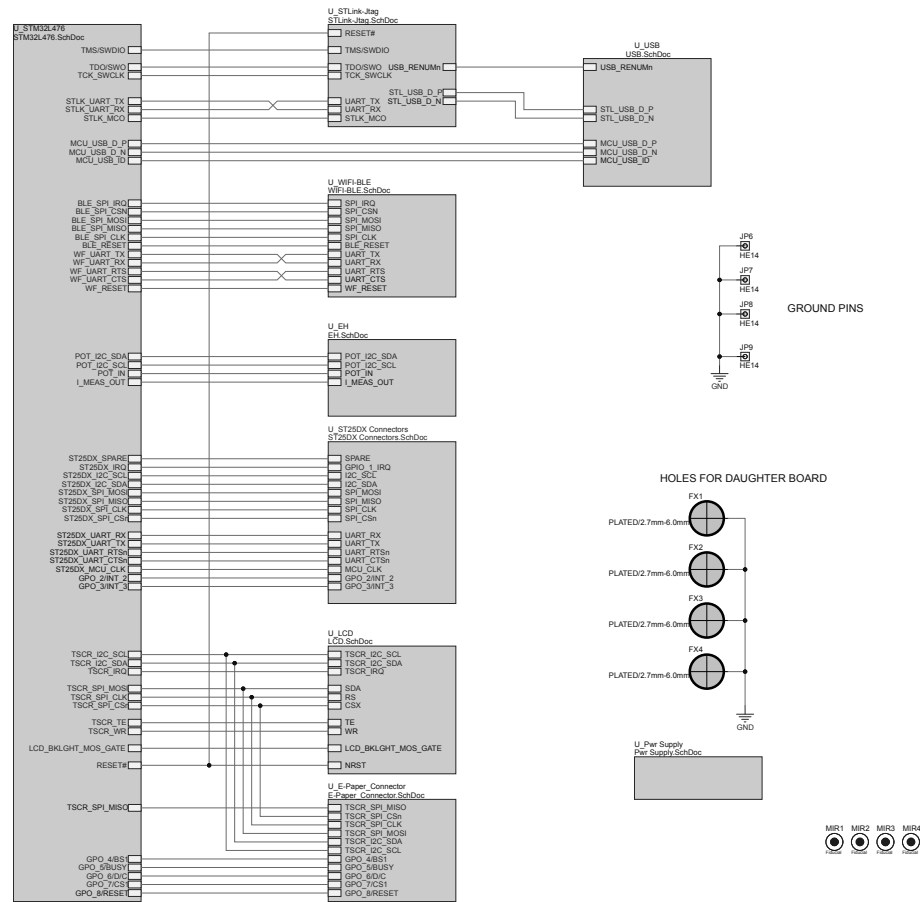 U_STM32L476
STM32L476.SchDoc
TMS/SWDIO
TDO/SWO
TCK_SWCLK
STLK_UART_TX
STLK_UART_RX
STLK_MCO
MCU_USB_D_P
MCU_USB_D_N
MCU_USB_ID
BLE_SPI_IRQ
BLE_SPI_CSN
BLE_SPI_MOSI
BLE_SPI_MISO
BLE_SPI_CLK
BLE_RESET
WF_UART_TX
WF_UART_RX
WF_UART_RTS
WF_UART_CTS
WF_RESET
POT_I2C_SDA
POT_I2C_SCL
POT_IN
I_MEAS_OUT
ST25DX_SPARE
ST25DX_IRQ
ST25DX_I2C_SCL
ST25DX_I2C_SDA
ST25DX_SPI_MOSI
ST25DX_SPI_MISO
ST25DX_SPI_CLK
ST25DX_SPI_CSn
ST25DX_UART_RX
ST25DX_UART_TX
ST25DX_UART_RTSn
ST25DX_UART_CTSn
ST25DX_MCU_CLK
GPO_2/INT_2
GPO_3/INT_3
TSCR_I2C_SCL
TSCR_I2C_SDA
TSCR_IRQ
TSCR_SPI_MOSI
TSCR_SPI_CLK
TSCR_SPI_CSn
TSCR_TE
TSCR_WR
LCD_BKLGHT_MOS_GATE
RESET#
TSCR_SPI_MISO
GPO_4/BS1
GPO_5/BUSY
GPO_6/D/C
GPO_7/CS1
GPO_8/RESET
U_STLink-Jtag
STLink-Jtag.SchDoc
RESET#
TMS/SWDIO
TDO/SWO USB_RENUMn
TCK_SWCLK
STL_USB_D_P
UART_TX STL_USB_D_N
UART_RX
STLK_MCO
U_USB
USB.SchDoc
USB_RENUMn
STL_USB_D_P
STL_USB_D_N
MCU_USB_D_P
MCU_USB_D_N
MCU_USB_ID
U_WIFI-BLE
WIFI-BLE.SchDoc
SPI_IRQ
SPI_CSN
SPI_MOSI
SPI_MISO
SPI_CLK
BLE_RESET
UART_TX
UART_RX
UART_RTS
UART_CTS
WF_RESET
U_EH
EH.SchDoc
POT_I2C_SDA
POT_I2C_SCL
POT_IN
I_MEAS_OUT
U_ST25DX Connectors
ST25DX Connectors.SchDoc
SPARE
GPIO_1_IRQ
I2C_SCL
I2C_SDA
SPI_MOSI
SPI_MISO
SPI_CLK
SPI_CSn
UART_RX
UART_TX
UART_RTSn
UART_CTSn
MCU_CLK
GPO_2/INT_2
GPO_3/INT_3
U_LCD
LCD.SchDoc
TSCR_I2C_SCL
TSCR_I2C_SDA
TSCR_IRQ
SDA
RS
CSX
TE
WR
LCD_BKLGHT_MOS_GATE
NRST
U_E-Paper_Connector
E-Paper_Connector.SchDoc
TSCR_SPI_MISO
TSCR_SPI_CSn
TSCR_SPI_CLK
TSCR_SPI_MOSI
TSCR_I2C_SDA
TSCR_I2C_SCL
GPO_4/BS1
GPO_5/BUSY
GPO_6/D/C
GPO_7/CS1
GPO_8/RESET
JP6
HE14
JP7
HE14
JP8
HE14
JP9
HE14
GND
GROUND PINS
HOLES FOR DAUGHTER BOARD
FX1
PLATED/2.7mm-6.0mm
FX2
PLATED/2.7mm-6.0mm
FX3
PLATED/2.7mm-6.0mm
FX4
PLATED/2.7mm-6.0mm
GND
U_Pwr Supply
Pwr Supply.SchDoc
MIR1 MIR2 MIR3 MIR4